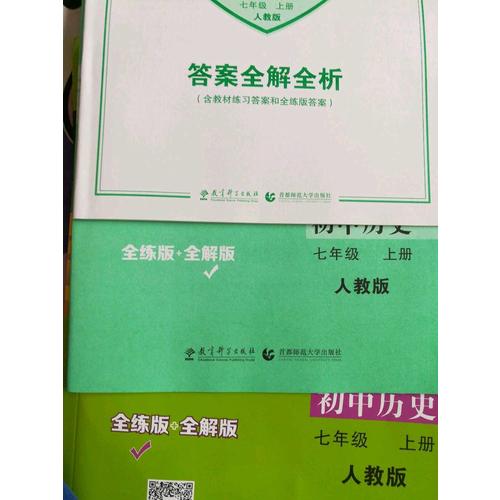 七年级 上册
人教版
答案全解全析
(含教材练习答案和全练版答案)
教育科学出版社
Educational Science Publishing House
首都师范大学出版社
初中历史
全练版+全解版
七年级 上册
人教版
教育科学出版社
首都师范大学出版社
初中历史
全练版+全解版
七年级 上册
人教版